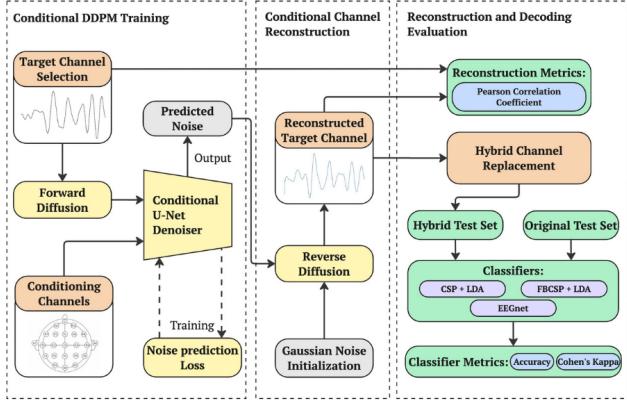 Conditional DDPM Training
Target Channel
Selection
Predicted
Noise
Output
Forward
Diffusion
Conditional
U-Net
Denoiser
Conditioning
Channels
Training
Noise prediction
Loss
Conditional Channel
Reconstruction
Reconstructed
Target Channel
Reverse
Diffusion
Gaussian Noise
Initialization
Reconstruction and Decoding
Evaluation
Reconstruction Metrics:
Pearson Correlation
Coefficient
Hybrid Channel
Replacement
Hybrid Test Set
Original Test Set
Classifiers:
CSP + LDA
FBCSP + LDA
EEGnet
Classifier Metrics:
Accuracy
Cohen's Kappa